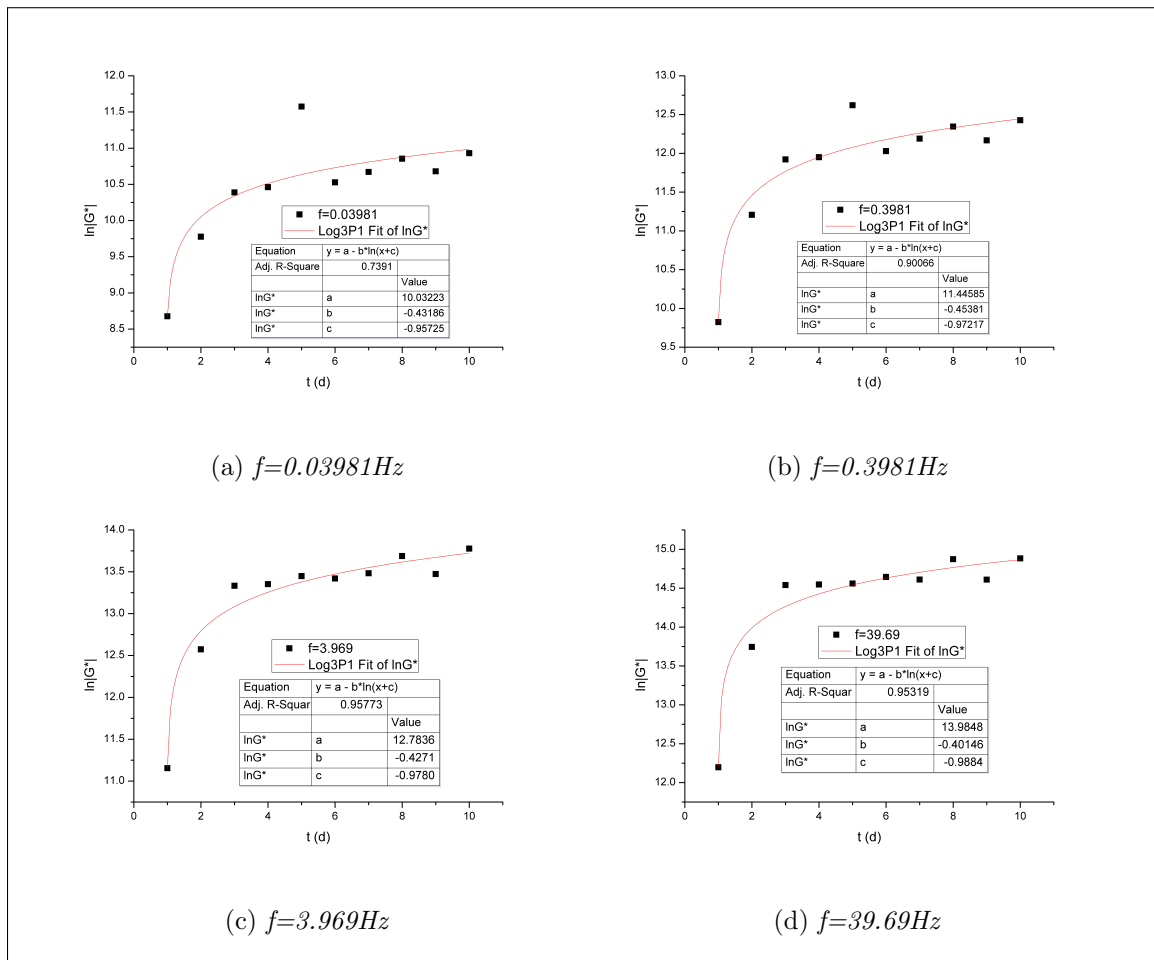 12.0
11.5
11.0
10.5
10.0
9.5
9.0
8.5
ln|G*|
f=0.03981
Log3P1 Fit of lnG*
Equation y = a - b*ln(x+c)
Adj. R-Square 0.7391
Value
lnG* a 10.03223
lnG* b -0.43186
lnG* c -0.95725
0 2 4 6 8 10
t (d)
(a) f=0.03981Hz
13.0
12.5
12.0
11.5
11.0
10.5
10.0
9.5
ln|G*|
f=0.3981
Log3P1 Fit of lnG*
Equation y = a - b*ln(x+c)
Adj. R-Square 0.90066
Value
lnG* a 11.44585
lnG* b -0.45381
lnG* c -0.97217
0 2 4 6 8 10
t (d)
(b) f=0.3981Hz
14.0
13.5
13.0
12.5
12.0
11.5
11.0
ln|G*|
f=3.969
Log3P1 Fit of lnG*
Equation y = a - b*ln(x+c)
Adj. R-Squar 0.95773
Value
lnG* a 12.7836
lnG* b -0.4271
lnG* c -0.9780
0 2 4 6 8 10
t (d)
(c) f=3.969Hz
15.0
14.5
14.0
13.5
13.0
12.5
12.0
ln|G*|
f=39.69
Log3P1 Fit of lnG*
Equation y = a - b*ln(x+c)
Adj. R-Squar 0.95319
Value
lnG* a 13.9848
lnG* b -0.40146
lnG* c -0.9884
0 2 4 6 8 10
t (d)
(d) f=39.69Hz